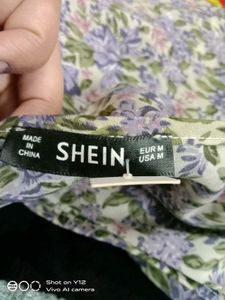 MADE IN
CHINA
SHEIN
EUR M
USA M
Shot on Y12
Vivo AI camera